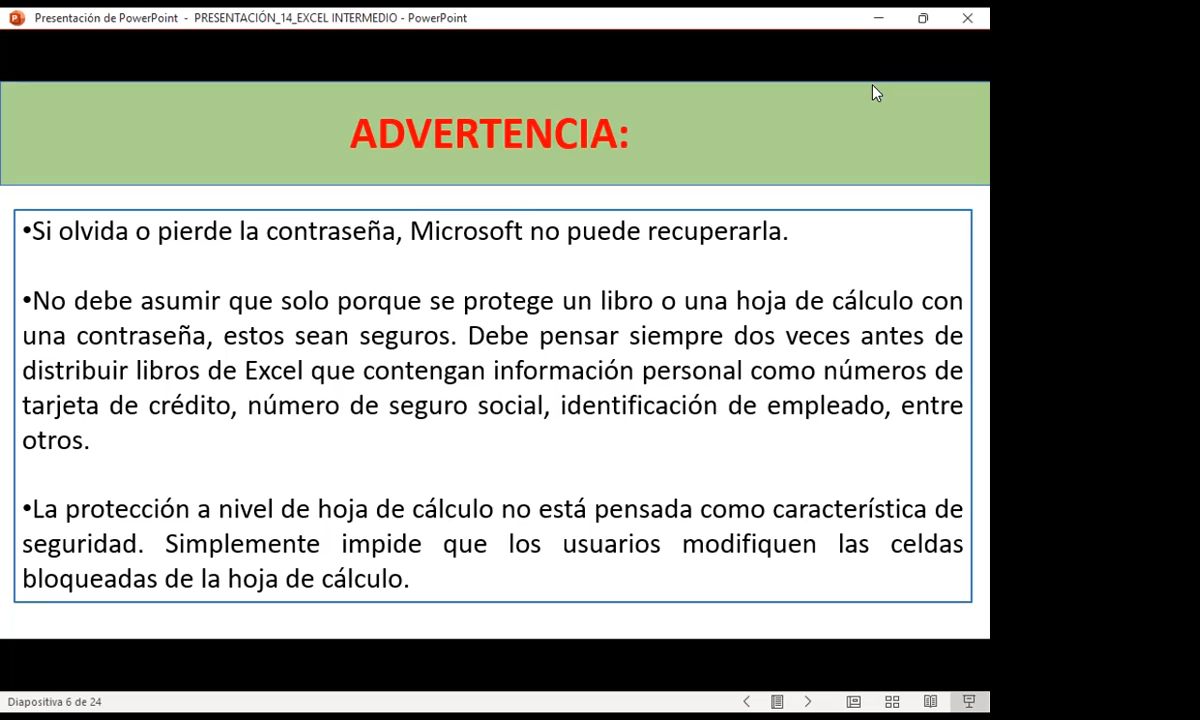 Presentación de PowerPoint - PRESENTACIÓN_14_EXCEL INTERMEDIO - PowerPoint
ADVERTENCIA:
•Si olvida o pierde la contraseña, Microsoft no puede recuperarla.
•No debe asumir que solo porque se protege un libro o una hoja de cálculo con
una contraseña, estos sean seguros. Debe pensar siempre dos veces antes de
distribuir libros de Excel que contengan información personal como números de
tarjeta de crédito, número de seguro social, identificación de empleado, entre
otros.
•La protección a nivel de hoja de cálculo no está pensada como característica de
seguridad. Simplemente impide que los usuarios modifiquen las celdas
bloqueadas de la hoja de cálculo.
Diapositiva 6 de 24